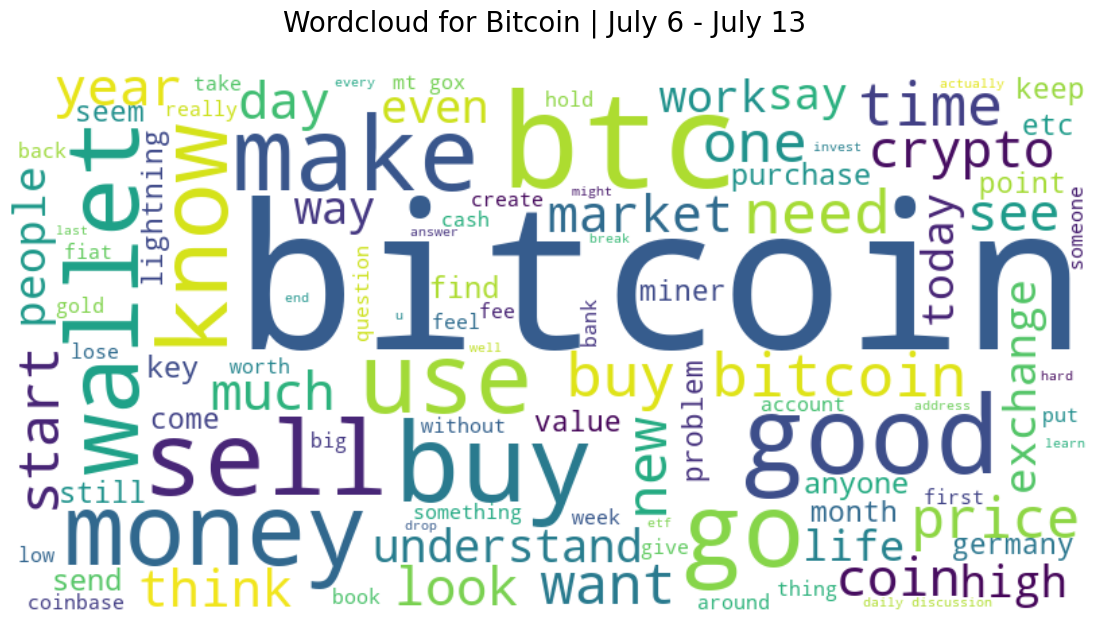 Wordcloud for Bitcoin | July 6 - July 13
year
take
every
mt gox
actually
keep
seem
really
day
even
hold
work
say
time
etc
back
lightning
know
make
btc
one
invest
crypto
purchase
point
people
wallet
way
create
might
cash
answer
market
break
need
today
see
someone
last
fiat
gold
bitcoin
end
question
find
u
feel
fee
miner
bank
well
lose
key
worth
much
use
buy bitcoin
problem
exchange
hard
start
come
sell
big
without
buy
value
new
account
good
address
put
learn
still
anyone
first
money
something
drop
week
etf
month
price
low
understand
give
go
life
germany
send
coinbase
think
book
look
want
around
thing
coin
high
daily discussion